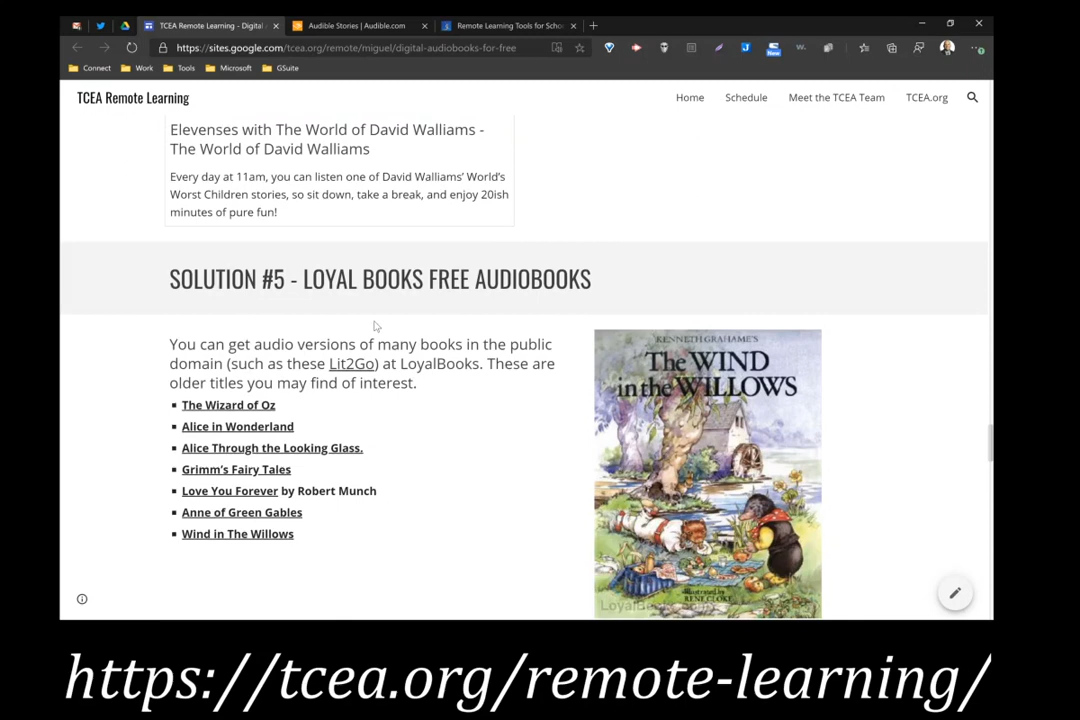 TCEA Remote Learning - Digital
Audible Stories | Audible.com
Remote Learning Tools for Scho
https://sites.google.com/tcea.org/remote/miguel/digital-audiobooks-for-free
Connect
Work
Tools
Microsoft
GSuite
TCEA Remote Learning
Home
Schedule
Meet the TCEA Team
TCEA.org
Elevenses with The World of David Walliams -
The World of David Walliams
Every day at 11am, you can listen one of David Walliams' World's
Worst Children stories, so sit down, take a break, and enjoy 20ish
minutes of pure fun!
SOLUTION #5 - LOYAL BOOKS FREE AUDIOBOOKS
You can get audio versions of many books in the public
domain (such as these Lit2Go) at LoyalBooks. These are
older titles you may find of interest.
▪ The Wizard of Oz
▪ Alice in Wonderland
▪ Alice Through the Looking Glass.
▪ Grimm's Fairy Tales
▪ Love You Forever by Robert Munch
▪ Anne of Green Gables
▪ Wind in The Willows
KENNETH GRAHAME'S
The WIND
in the WILLOWS
Illustrated by
RENE CLOKE
https://tcea.org/remote-learning/